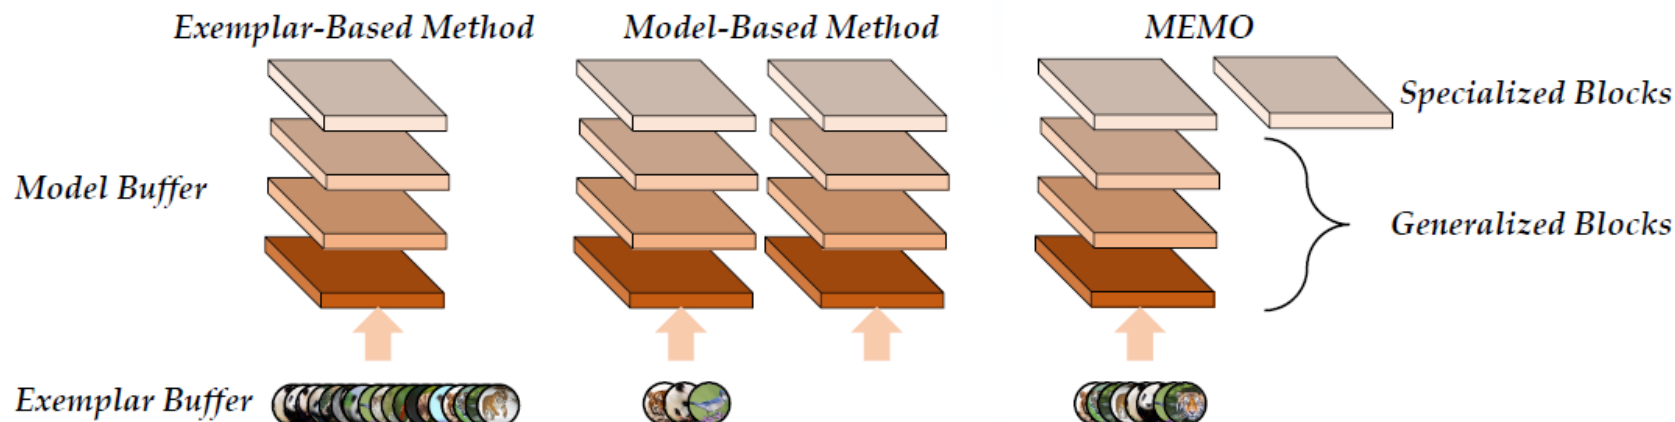 Exemplar-Based Method
Model-Based Method
MEMO
Specialized Blocks
Model Buffer
Generalized Blocks
Exemplar Buffer